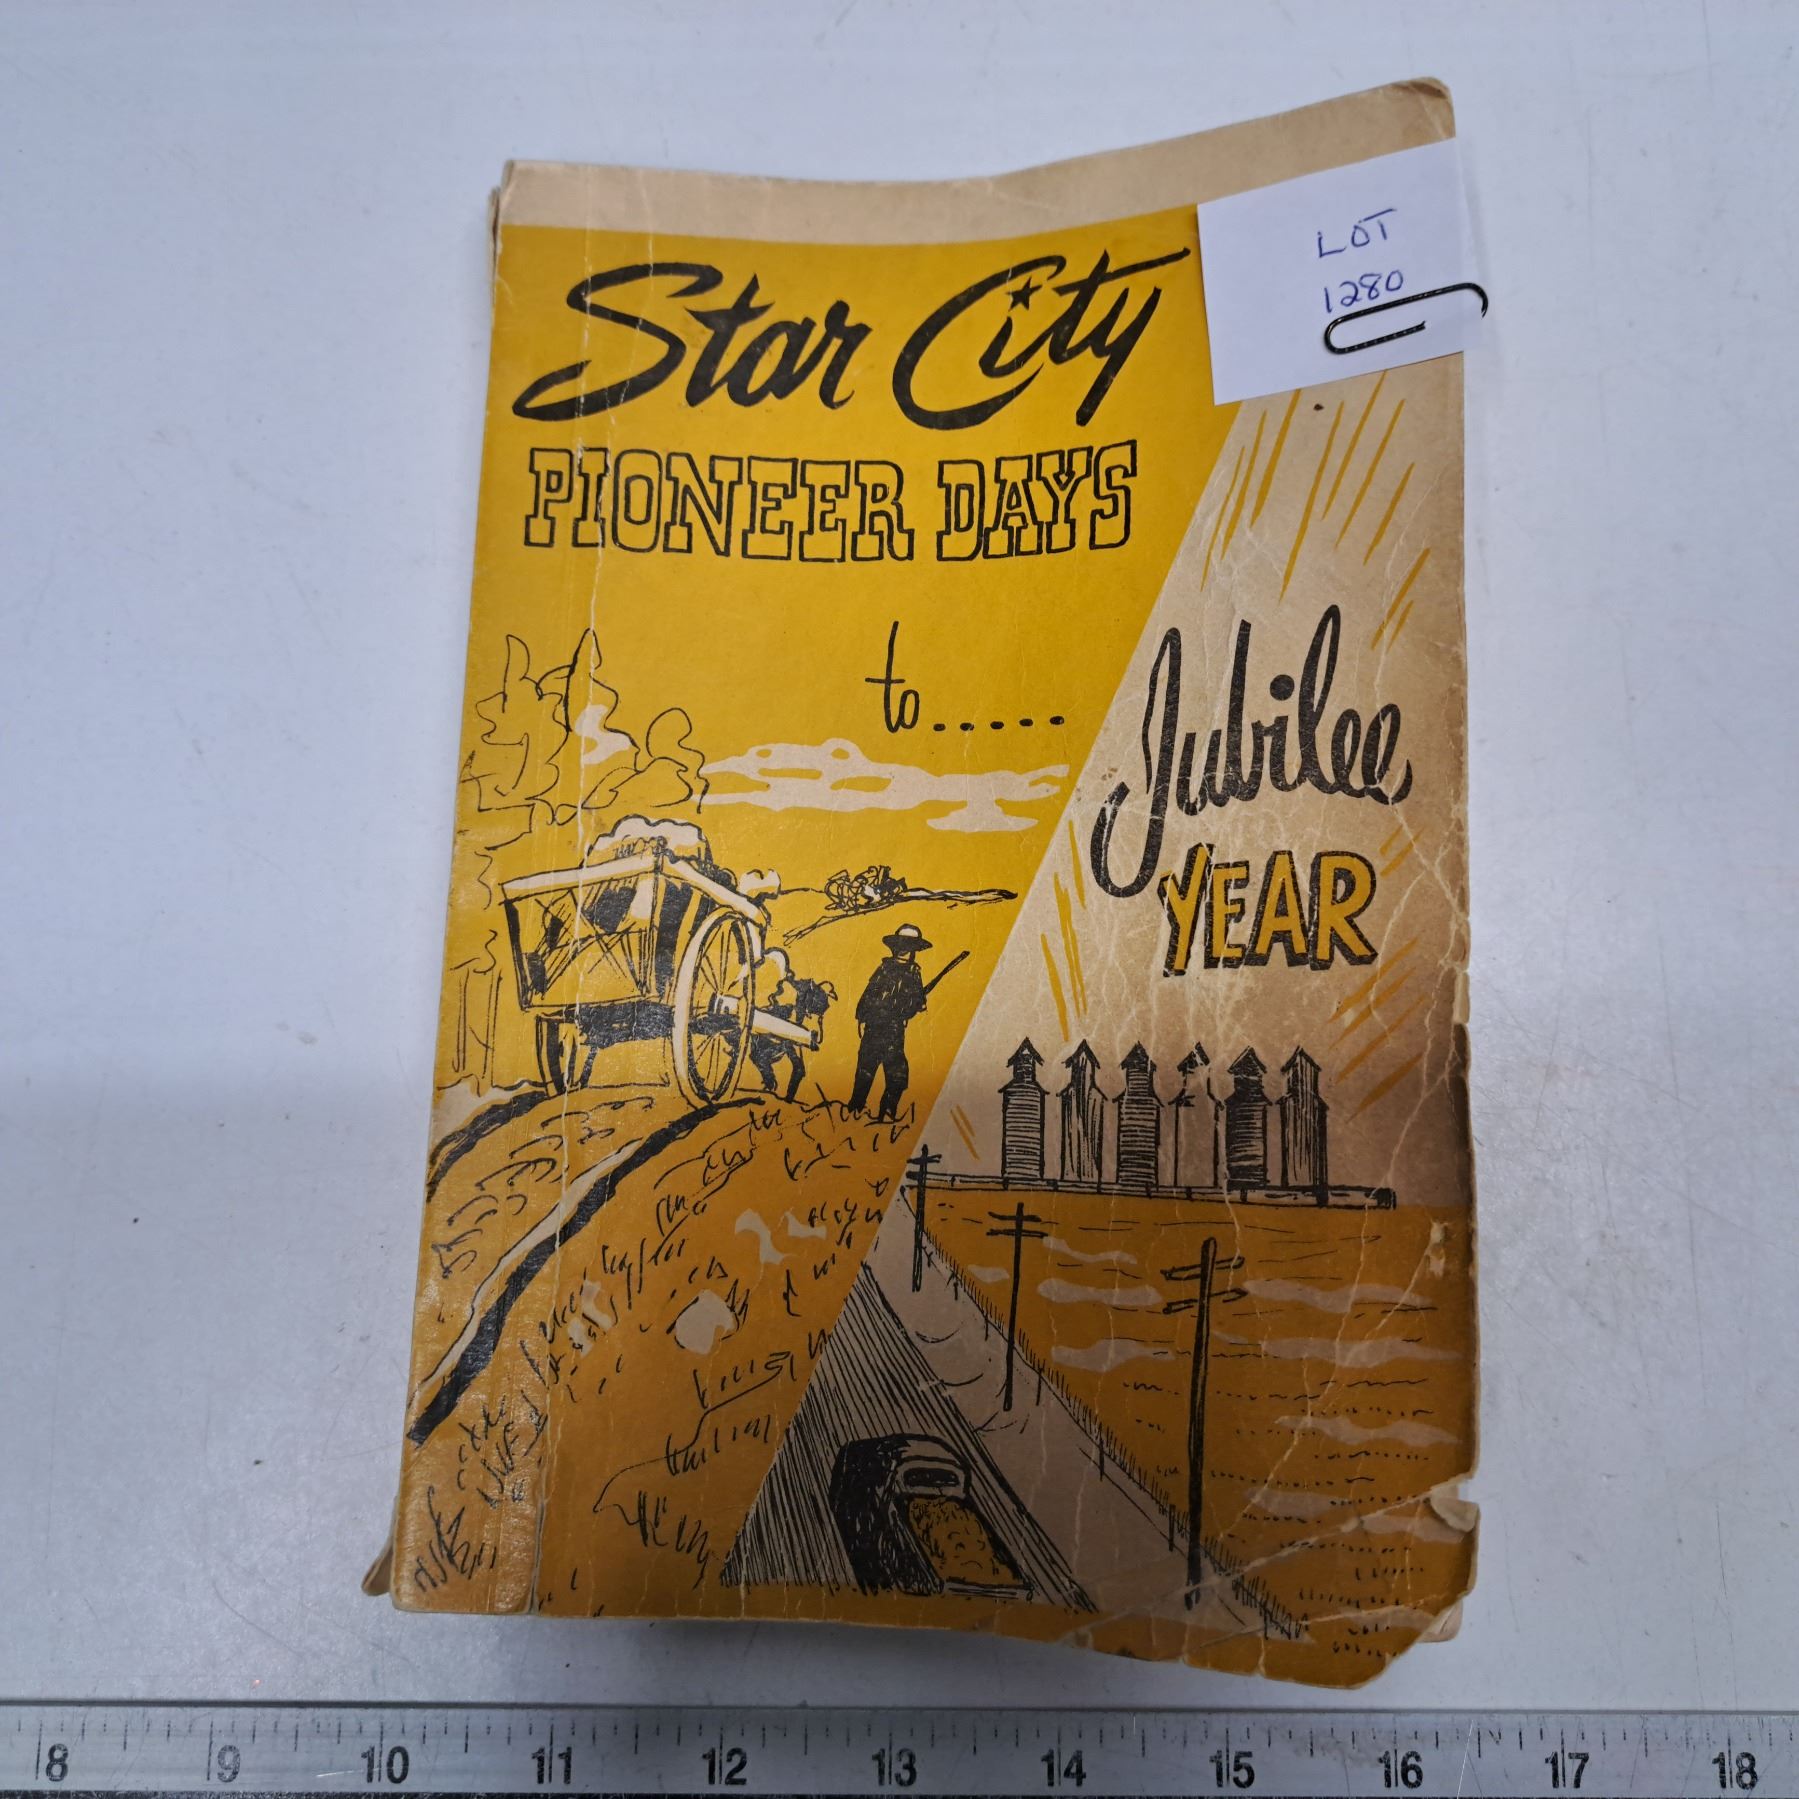 Star City
PIONEER DAYS
to.....
Jubilee
YEAR
LOT
1280
8 9 10 11 12 13 14 15 16 17 18